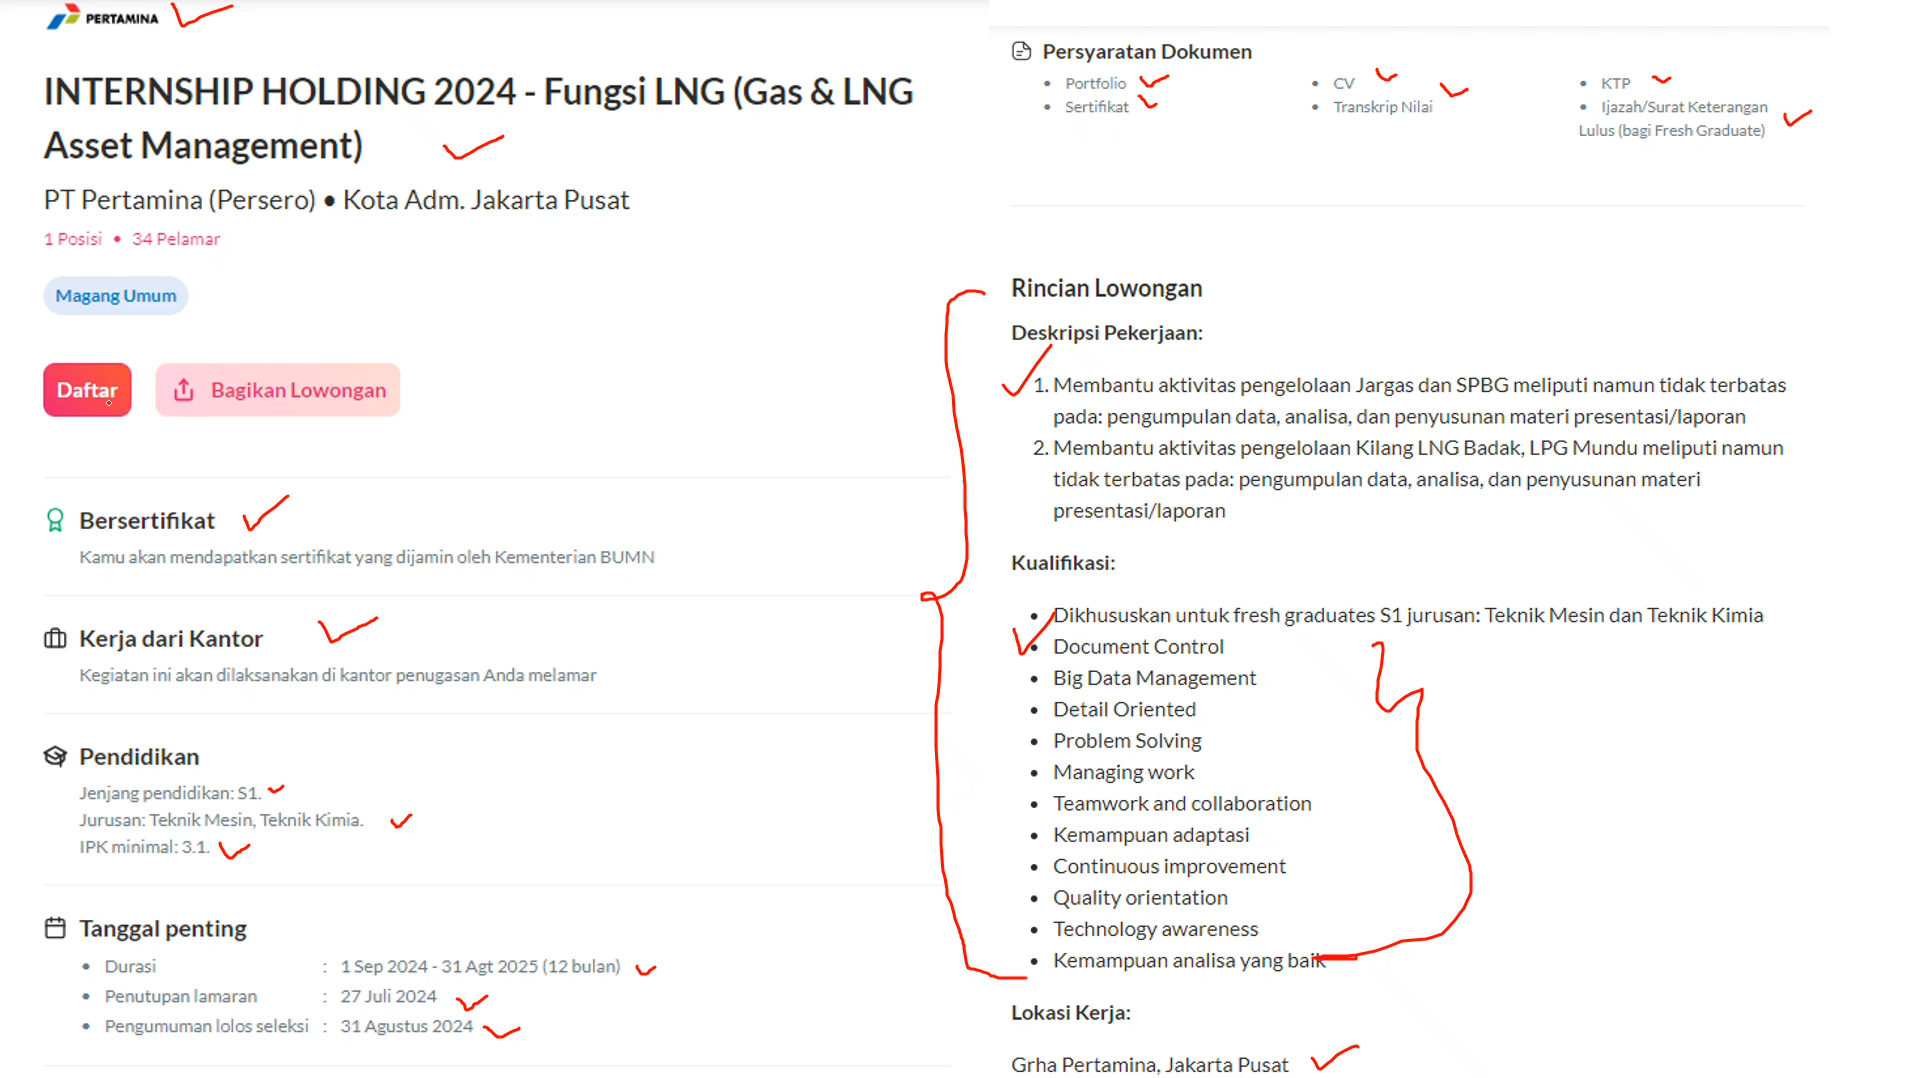 PERTAMINA
INTERNSHIP HOLDING 2024 - Fungsi LNG (Gas & LNG
Asset Management)
PT Pertamina (Persero) • Kota Adm. Jakarta Pusat
1 Posisi • 34 Pelamar
Magang Umum
Daftar
Bagikan Lowongan
Bersertifikat
Kamu akan mendapatkan sertifikat yang dijamin oleh Kementerian BUMN
Kerja dari Kantor
Kegiatan ini akan dilaksanakan di kantor penugasan Anda melamar
Pendidikan
Jenjang pendidikan: S1.
Jurusan: Teknik Mesin, Teknik Kimia.
IPK minimal: 3.1.
Tanggal penting
• Durasi : 1 Sep 2024 - 31 Agt 2025 (12 bulan)
• Penutupan lamaran : 27 Juli 2024
• Pengumuman lolos seleksi : 31 Agustus 2024
Persyaratan Dokumen
• Portfolio
• Sertifikat
• CV
• Transkrip Nilai
• KTP
• Ijazah/Surat Keterangan
Lulus (bagi Fresh Graduate)
Rincian Lowongan
Deskripsi Pekerjaan:
1. Membantu aktivitas pengelolaan Jargas dan SPBG meliputi namun tidak terbatas
pada: pengumpulan data, analisa, dan penyusunan materi presentasi/laporan
2. Membantu aktivitas pengelolaan Kilang LNG Badak, LPG Mundu meliputi namun
tidak terbatas pada: pengumpulan data, analisa, dan penyusunan materi
presentasi/laporan
Kualifikasi:
• Dikhususkan untuk fresh graduates S1 jurusan: Teknik Mesin dan Teknik Kimia
• Document Control
• Big Data Management
• Detail Oriented
• Problem Solving
• Managing work
• Teamwork and collaboration
• Kemampuan adaptasi
• Continuous improvement
• Quality orientation
• Technology awareness
• Kemampuan analisa yang baik
Lokasi Kerja:
Grha Pertamina, Jakarta Pusat